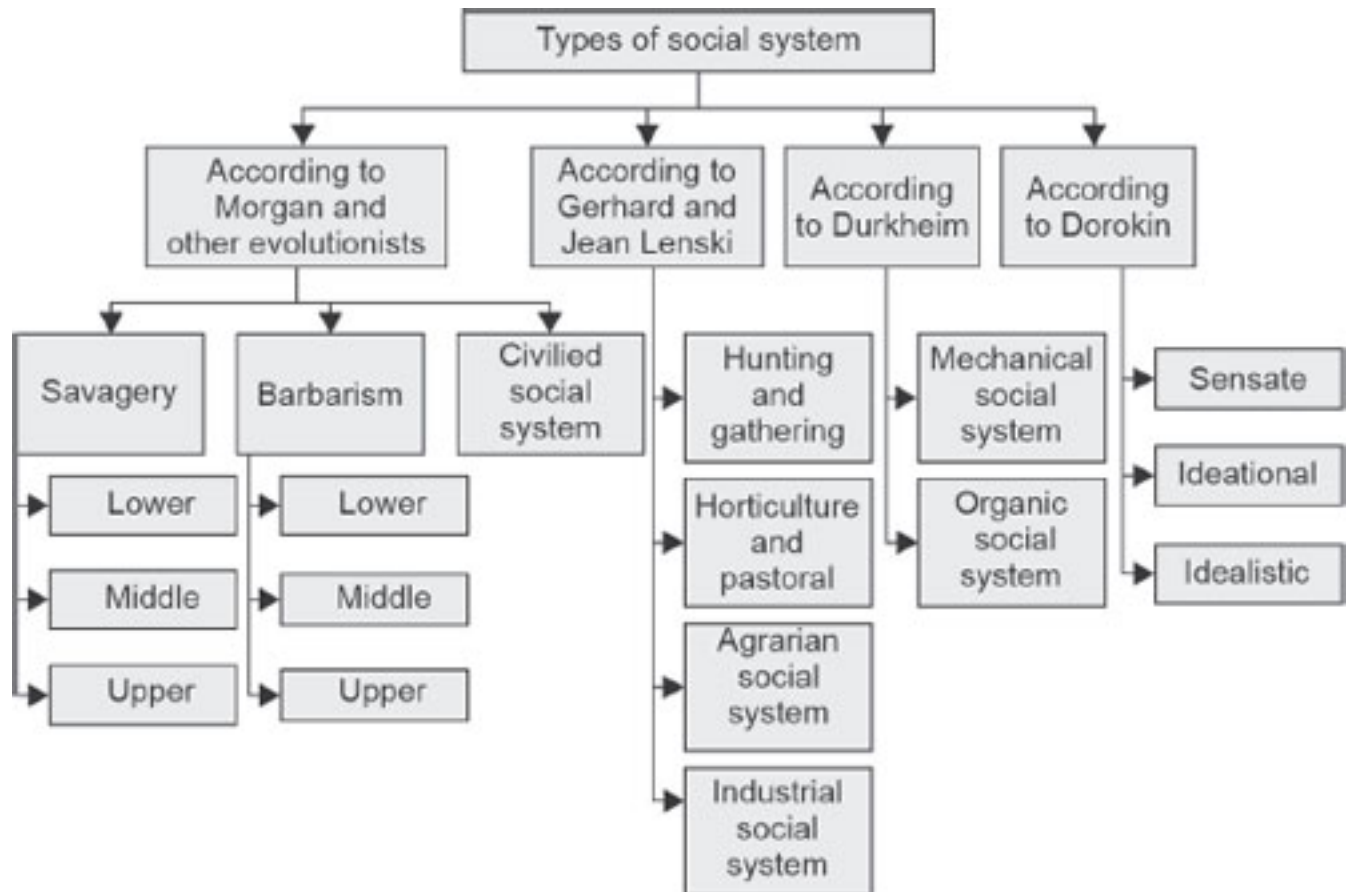 Types of social system
According to
Morgan and
other evolutionists
According to
Gerhard and
Jean Lenski
According
to Durkheim
According
to Dorokin
Savagery
Barbarism
Civilied
social
system
Lower
Middle
Upper
Lower
Middle
Upper
Hunting
and
gathering
Horticulture
and
pastoral
Agrarian
social
system
Industrial
social
system
Mechanical
social
system
Organic
social
system
Sensate
Ideational
Idealistic